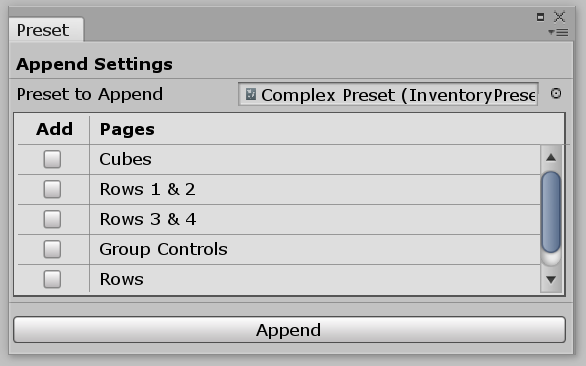 Preset
Append Settings
Preset to Append Complex Preset (InventoryPrese
Add Pages
Cubes
Rows 1 & 2
Rows 3 & 4
Group Controls
Rows
Append